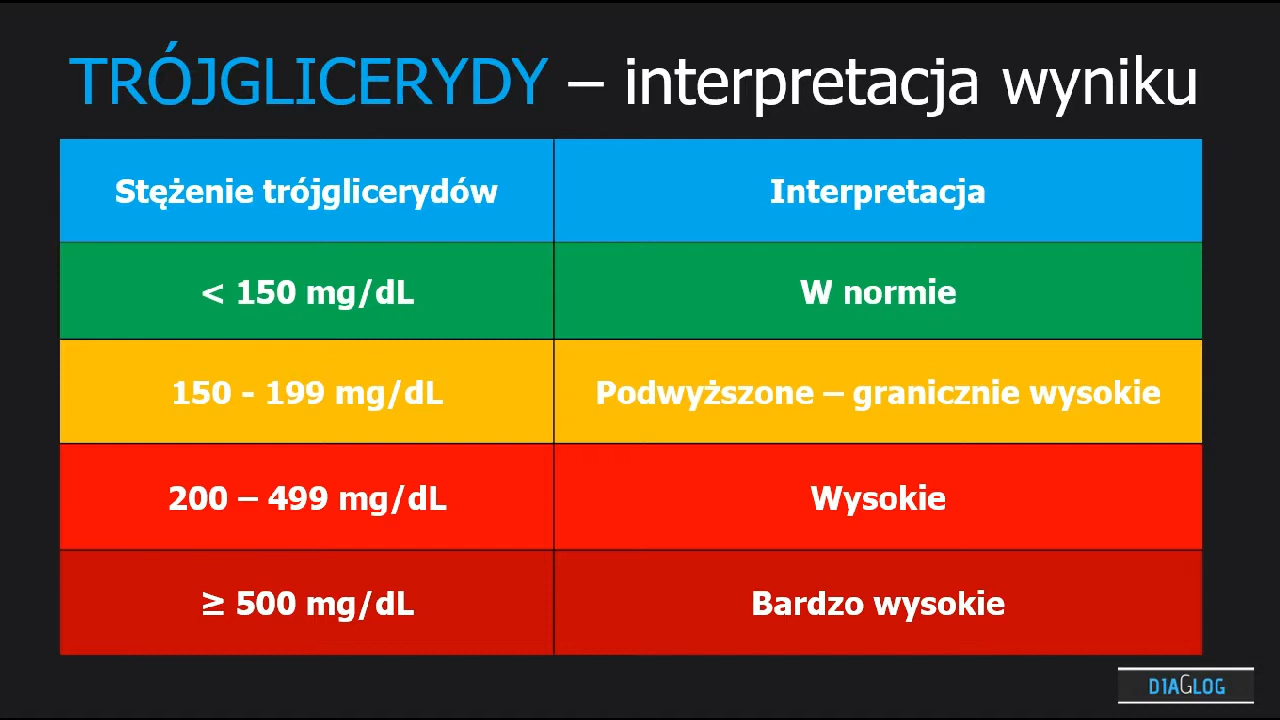 TRÓJGLICERYDY – interpretacja wyniku
Stężenie trójglicerydów Interpretacja
< 150 mg/dL W normie
150 - 199 mg/dL Podwyższone – granicznie wysokie
200 – 499 mg/dL Wysokie
≥ 500 mg/dL Bardzo wysokie
DIAGLOG